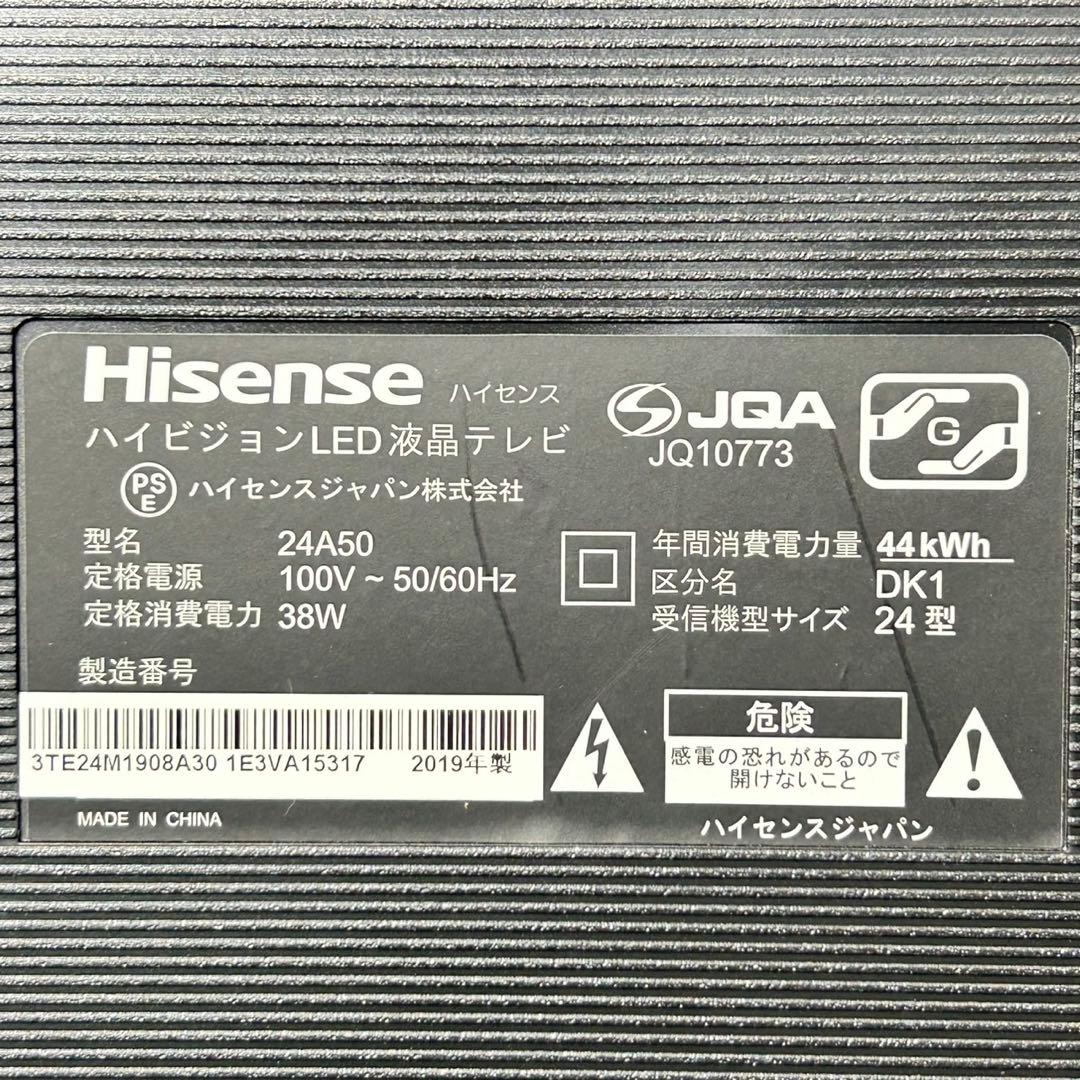 Hisense ハイセンス
ハイビジョンLED液晶テレビ
PS
E
ハイセンスジャパン株式会社
JQA
JQ10773
G
型名 24A50
定格電源 100V ~ 50/60Hz
定格消費電力 38W
年間消費電力量 44kWh
区分名 DK1
受信機型サイズ 24型
製造番号
3TE24M1908A30 1E3VA15317 2019年製
MADE IN CHINA
危険
感電の恐れがあるので
開けないこと
ハイセンスジャパン